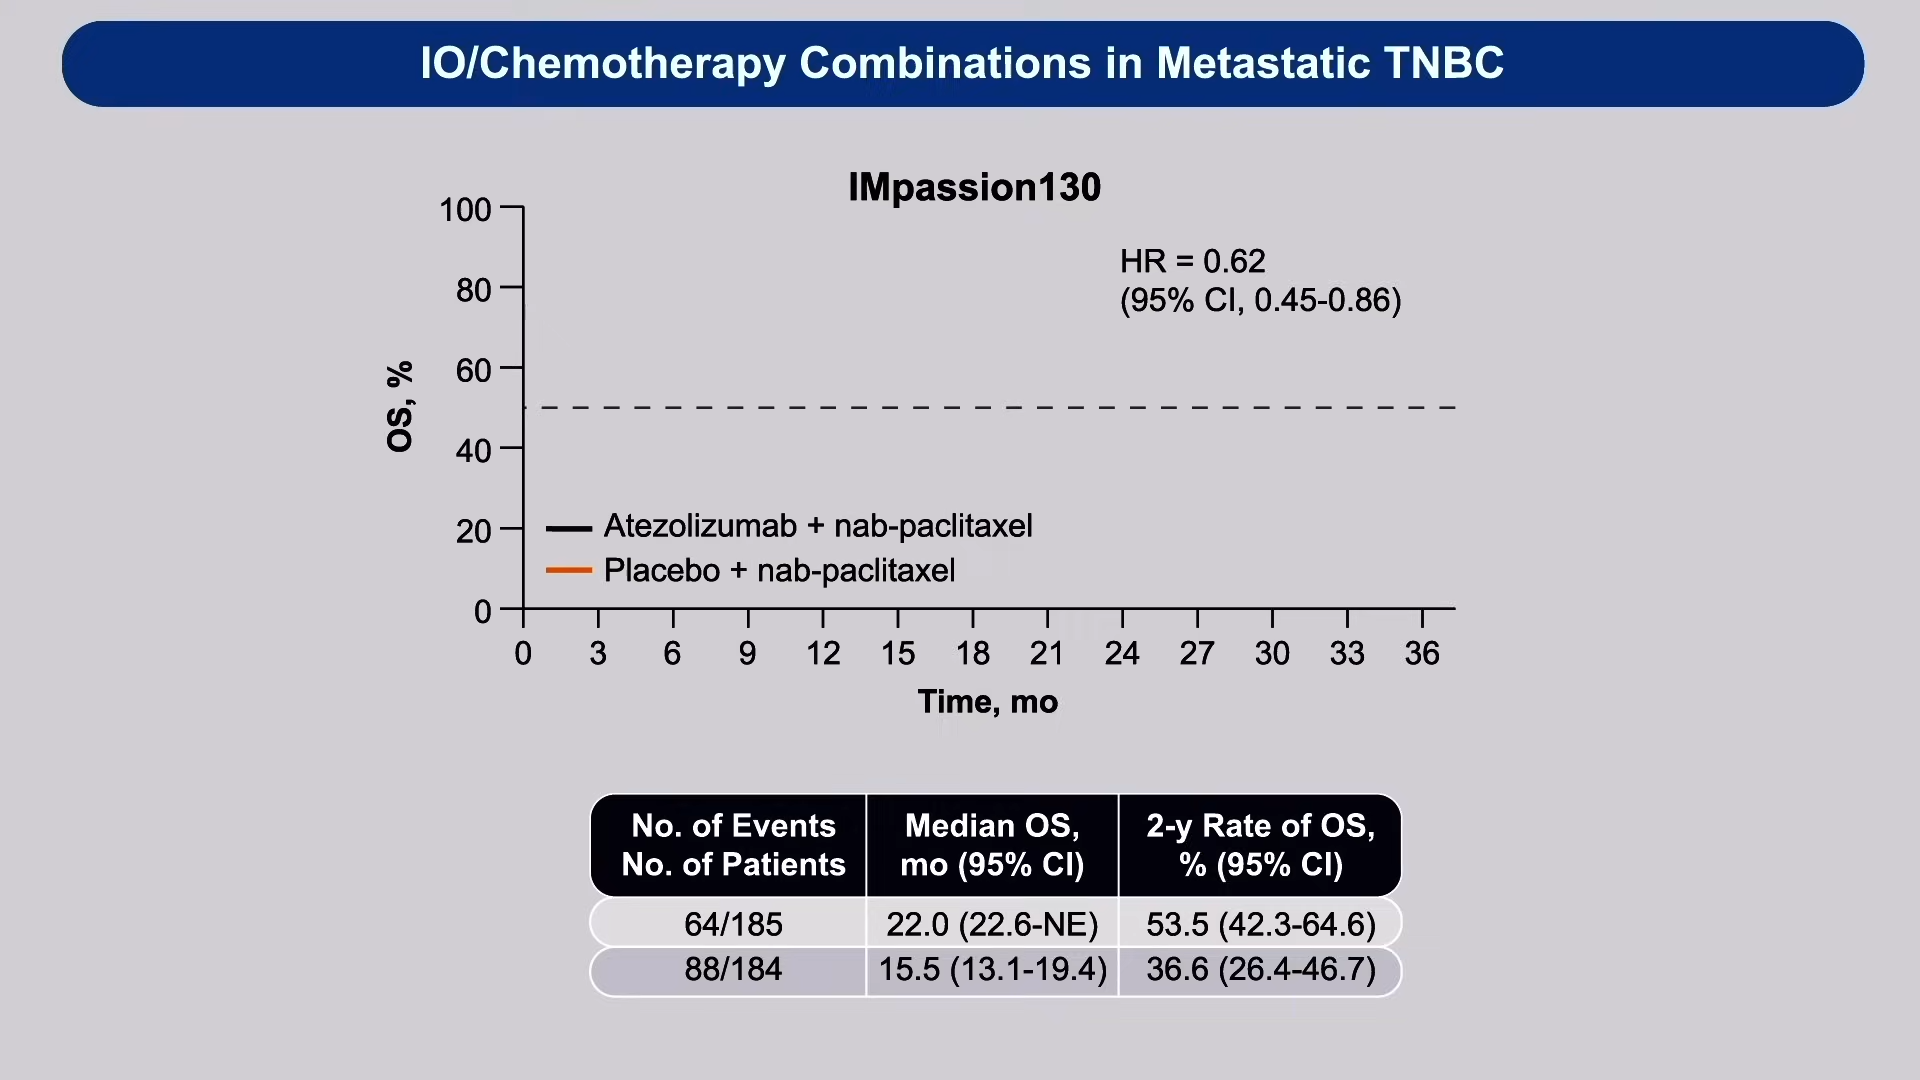 IO/Chemotherapy Combinations in Metastatic TNBC
IMpassion130
HR = 0.62
(95% CI, 0.45-0.86)
OS, %
100
80
60
40
20
0
Atezolizumab + nab-paclitaxel
Placebo + nab-paclitaxel
0 3 6 9 12 15 18 21 24 27 30 33 36
Time, mo
No. of Events Median OS, 2-y Rate of OS,
No. of Patients mo (95% CI) % (95% CI)
64/185 22.0 (22.6-NE) 53.5 (42.3-64.6)
88/184 15.5 (13.1-19.4) 36.6 (26.4-46.7)